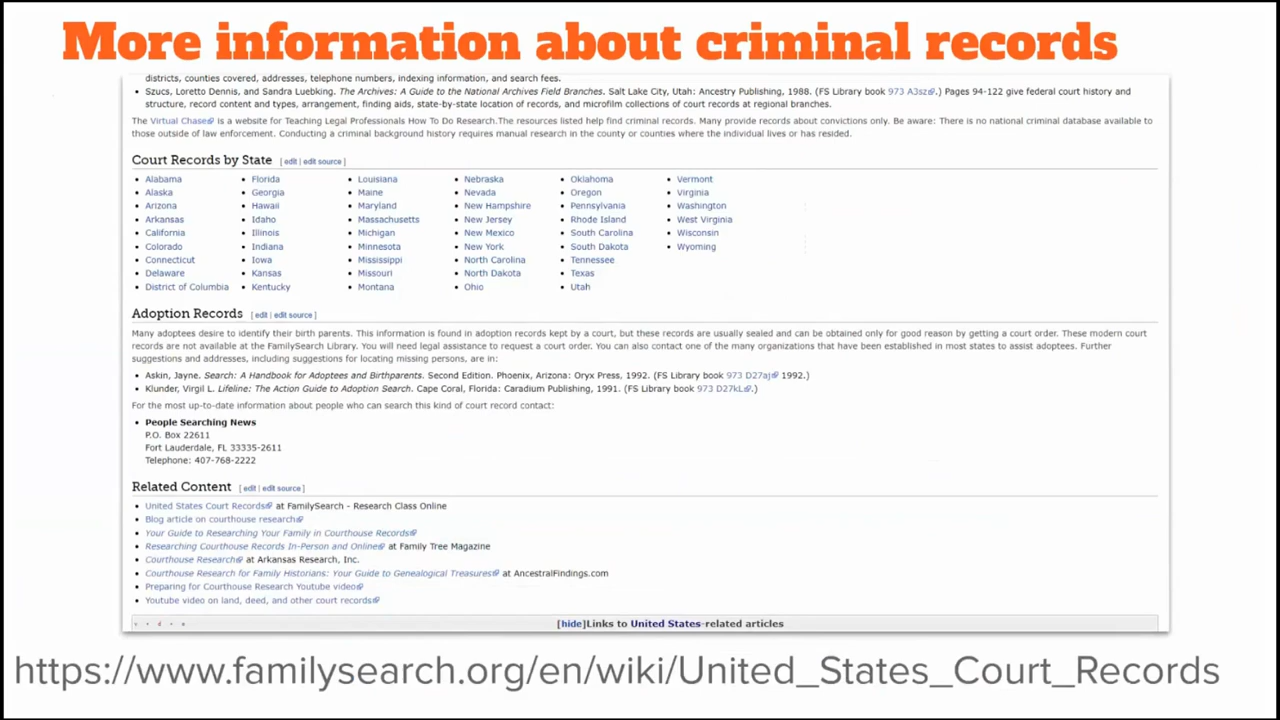 More information about criminal records
districts, counties covered, addresses, telephone numbers, indexing information, and search fees.
• Szucs, Loretto Dennis, and Sandra Luebking. The Archives: A Guide to the National Archives Field Branches. Salt Lake City, Utah: Ancestry Publishing, 1988. (FS Library book 973 A3sz.) Pages 94-122 give federal court history and
structure, record content and types, arrangement, finding aids, state-by-state location of records, and microfilm collections of court records at regional branches.
The Virtual Chase is a website for Teaching Legal Professionals How To Do Research.The resources listed help find criminal records. Many provide records about convictions only. Be aware: There is no national criminal database available to
those outside of law enforcement. Conducting a criminal background history requires manual research in the county or counties where the individual lives or has resided.
Court Records by State [ edit | edit source ]
• Alabama • Florida • Louisiana • Nebraska • Oklahoma • Vermont
• Alaska • Georgia • Maine • Nevada • Oregon • Virginia
• Arizona • Hawaii • Maryland • New Hampshire • Pennsylvania • Washington
• Arkansas • Idaho • Massachusetts • New Jersey • Rhode Island • West Virginia
• California • Illinois • Michigan • New Mexico • South Carolina • Wisconsin
• Colorado • Indiana • Minnesota • New York • South Dakota • Wyoming
• Connecticut • Iowa • Mississippi • North Carolina • Tennessee
• Delaware • Kansas • Missouri • North Dakota • Texas
• District of Columbia • Kentucky • Montana • Ohio • Utah
Adoption Records [ edit | edit source ]
Many adoptees desire to identify their birth parents. This information is found in adoption records kept by a court, but these records are usually sealed and can be obtained only for good reason by getting a court order. These modern court
records are not available at the FamilySearch Library. You will need legal assistance to request a court order. You can also contact one of the many organizations that have been established in most states to assist adoptees. Further
suggestions and addresses, including suggestions for locating missing persons, are in:
• Askin, Jayne. Search: A Handbook for Adoptees and Birthparents. Second Edition. Phoenix, Arizona: Oryx Press, 1992. (FS Library book 973 D27aj 1992.)
• Klunder, Virgil L. Lifeline: The Action Guide to Adoption Search. Cape Coral, Florida: Caradium Publishing, 1991. (FS Library book 973 D27kL.)
For the most up-to-date information about people who can search this kind of court record contact:
• People Searching News
P.O. Box 22611
Fort Lauderdale, FL 33335-2611
Telephone: 407-768-2222
Related Content [ edit | edit source ]
• United States Court Records at FamilySearch - Research Class Online
• Blog article on courthouse research
• Your Guide to Researching Your Family in Courthouse Records
• Researching Courthouse Records In-Person and Online at Family Tree Magazine
• Courthouse Research at Arkansas Research, Inc.
• Courthouse Research for Family Historians: Your Guide to Genealogical Treasures at AncestralFindings.com
• Preparing for Courthouse Research Youtube video
• Youtube video on land, deed, and other court records
v · d · e [hide]Links to United States-related articles
https://www.familysearch.org/en/wiki/United_States_Court_Records